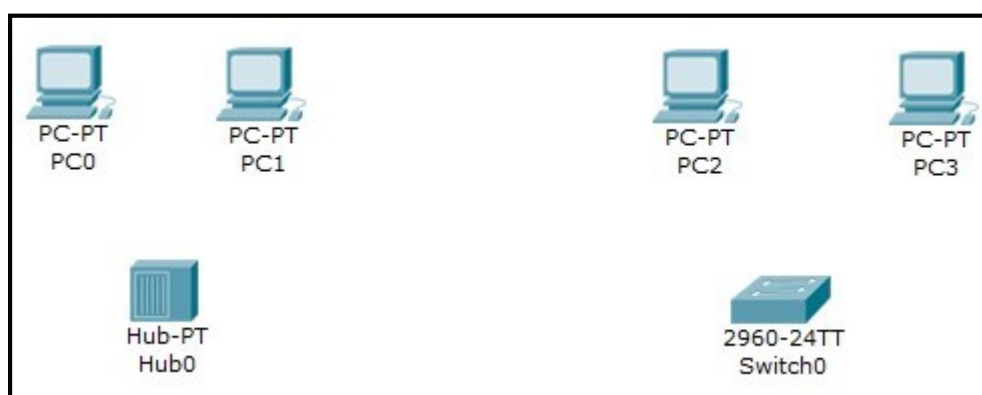 PC-PT
PC0
PC-PT
PC1
PC-PT
PC2
PC-PT
PC3
Hub-PT
Hub0
2960-24TT
Switch0